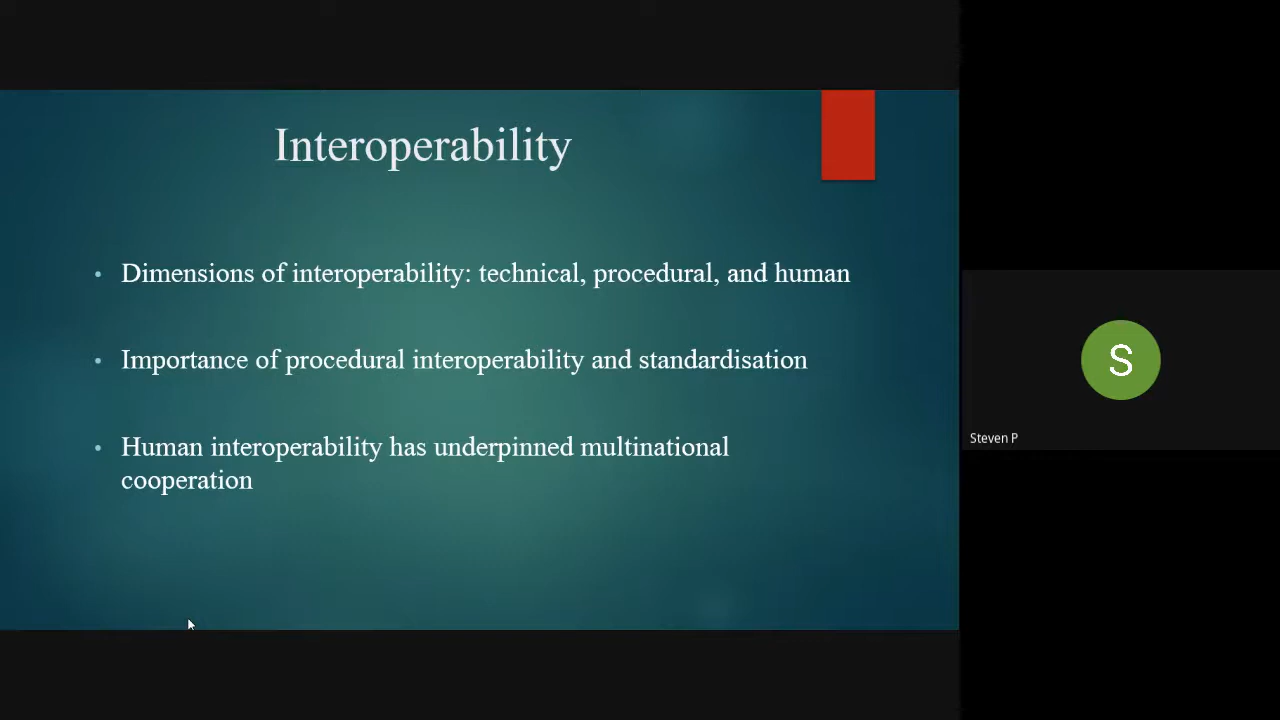 Interoperability
• Dimensions of interoperability: technical, procedural, and human
• Importance of procedural interoperability and standardisation
• Human interoperability has underpinned multinational
cooperation
S
Steven P